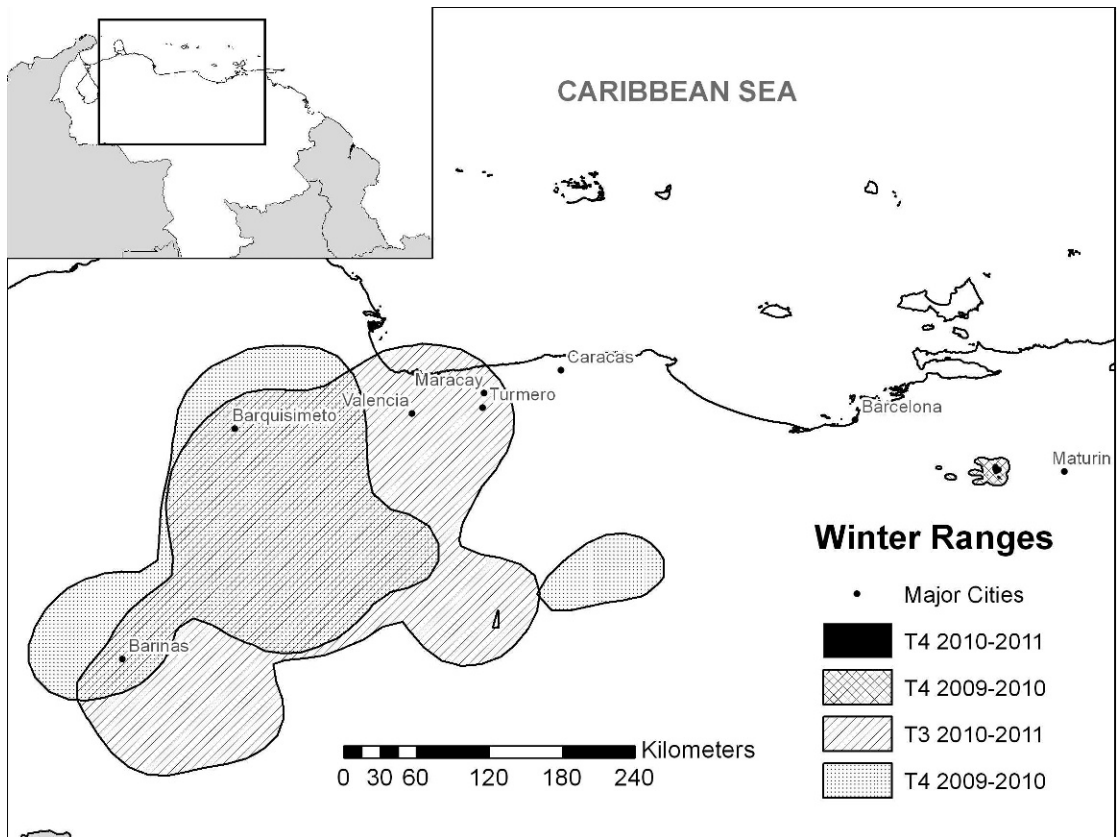 CARIBBEAN SEA
Caracas
Maracay
Turmero
Valencia
Barquisimeto
Barcelona
Maturin
Barinas
Winter Ranges
Major Cities
T4 2010-2011
T4 2009-2010
T3 2010-2011
T4 2009-2010
Kilometers
0 30 60 120 180 240